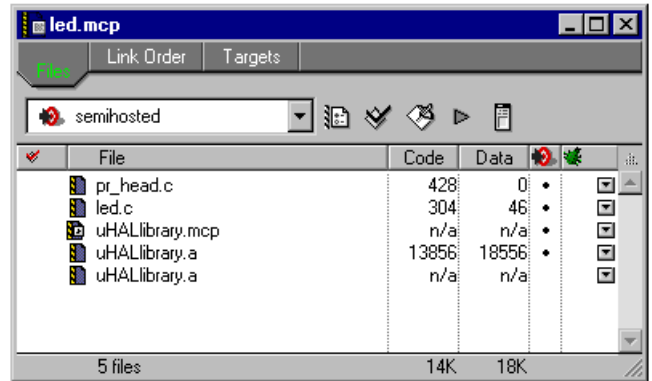 led.mcp
Files Link Order Targets
semihosted
File Code Data
pr_head.c 428 0
led.c 304 46
uHALlibrary.mcp n/a n/a
uHALlibrary.a 13856 18556
uHALlibrary.a n/a n/a
5 files 14K 18K